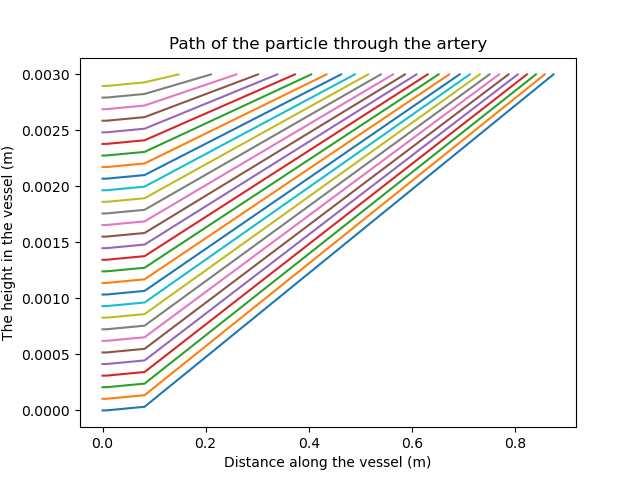 Path of the particle through the artery
The height in the vessel (m)
0.0030
0.0025
0.0020
0.0015
0.0010
0.0005
0.0000
0.0 0.2 0.4 0.6 0.8
Distance along the vessel (m)